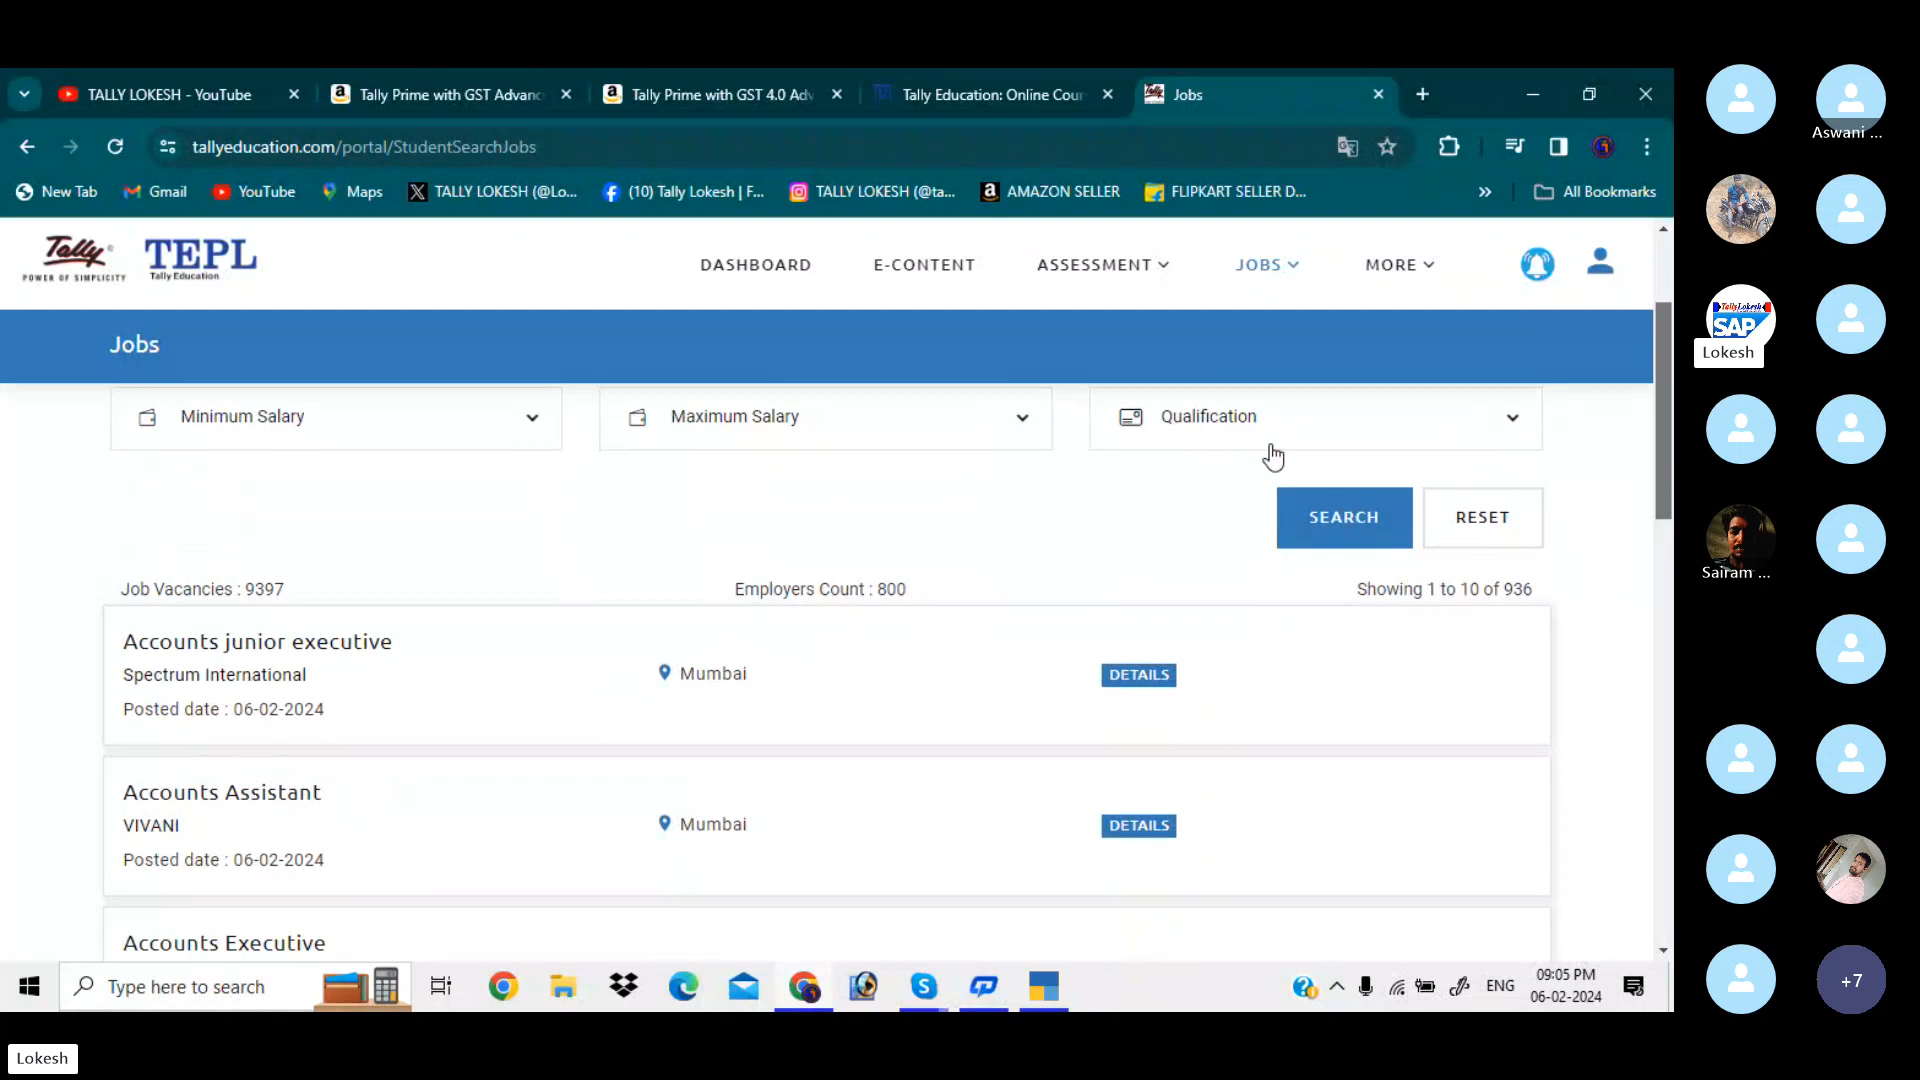 TALLY LOKESH - YouTube
Tally Prime with GST Advanc
Tally Prime with GST 4.0 Adv
Tally Education: Online Cour
Jobs
tallyeducation.com/portal/StudentSearchJobs
New Tab
Gmail
YouTube
Maps
TALLY LOKESH (@Lo...
(10) Tally Lokesh | F...
TALLY LOKESH (@ta...
AMAZON SELLER
FLIPKART SELLER D...
All Bookmarks
Tally
POWER OF SIMPLICITY
TEPL
Tally Education
DASHBOARD
E-CONTENT
ASSESSMENT
JOBS
MORE
Jobs
Minimum Salary
Maximum Salary
Qualification
SEARCH
RESET
Job Vacancies : 9397
Employers Count : 800
Showing 1 to 10 of 936
Accounts junior executive
Spectrum International
Mumbai
DETAILS
Posted date : 06-02-2024
Accounts Assistant
VIVANI
Mumbai
DETAILS
Posted date : 06-02-2024
Accounts Executive
Type here to search
ENG
09:05 PM
06-02-2024
Aswani ...
Tally Lokesh
SAP
Lokesh
Sairam ...
+7
Lokesh